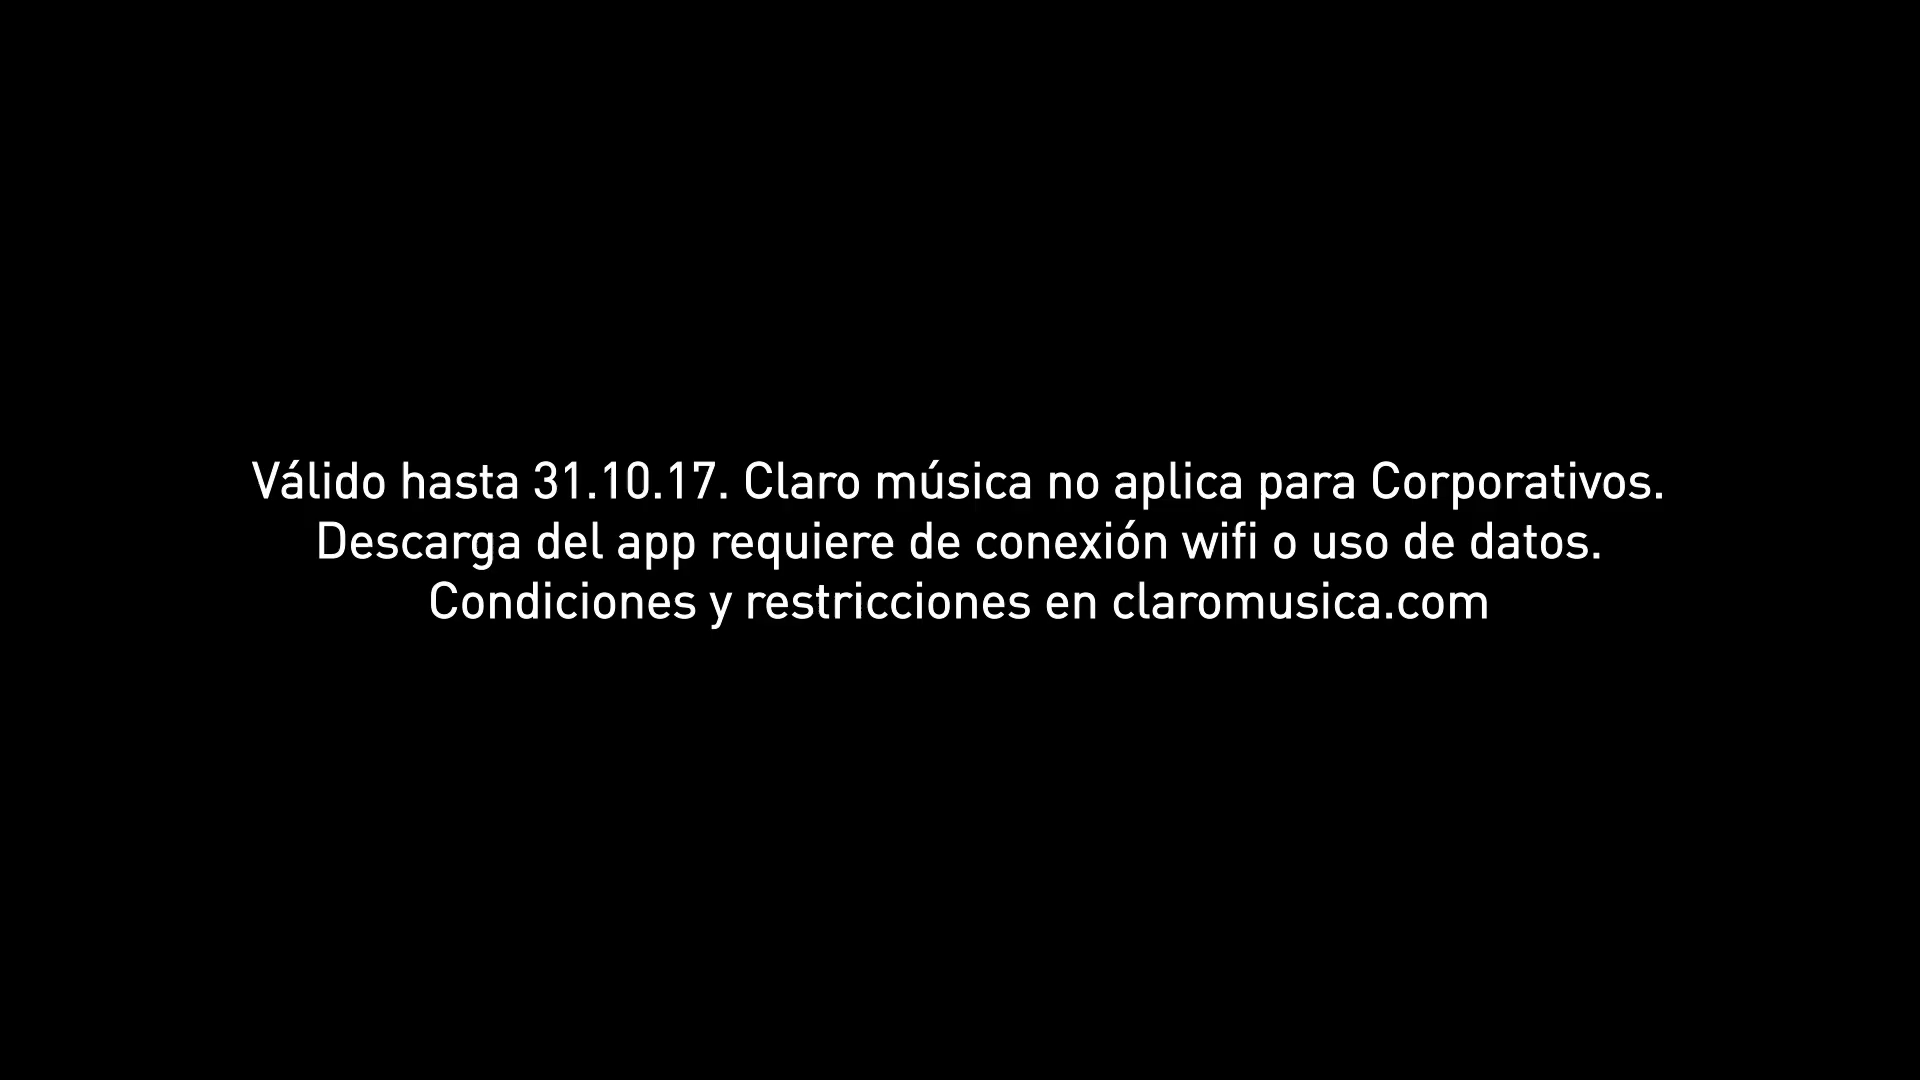 Válido hasta 31.10.17. Claro música no aplica para Corporativos.
Descarga del app requiere de conexión wifi o uso de datos.
Condiciones y restricciones en claromusica.com